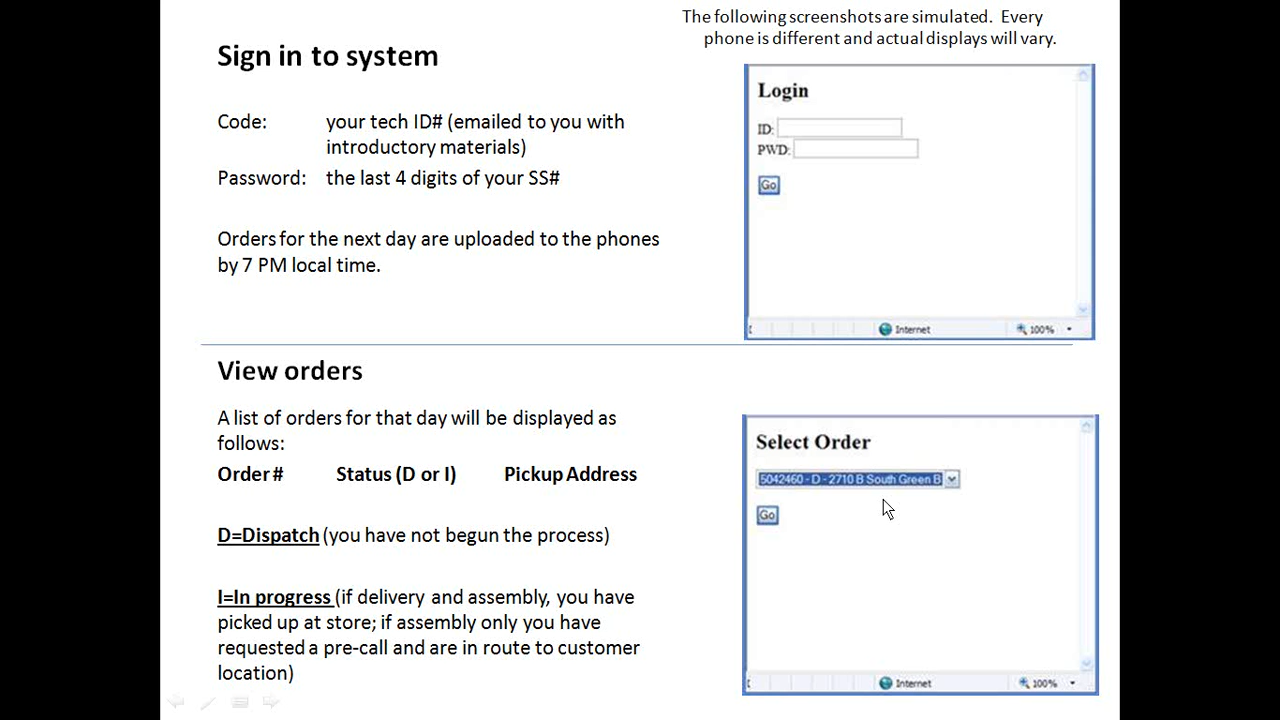 The following screenshots are simulated. Every
phone is different and actual displays will vary.
Sign in to system
Code: your tech ID# (emailed to you with
introductory materials)
Password: the last 4 digits of your SS#
Orders for the next day are uploaded to the phones
by 7 PM local time.
Login
ID:
PWD:
Go
Internet 100%
View orders
A list of orders for that day will be displayed as
follows:
Order # Status (D or I) Pickup Address
D=Dispatch (you have not begun the process)
I=In progress (if delivery and assembly, you have
picked up at store; if assembly only you have
requested a pre-call and are in route to customer
location)
Select Order
5042460 - D - 2710 B South Green B
Go
Internet 100%